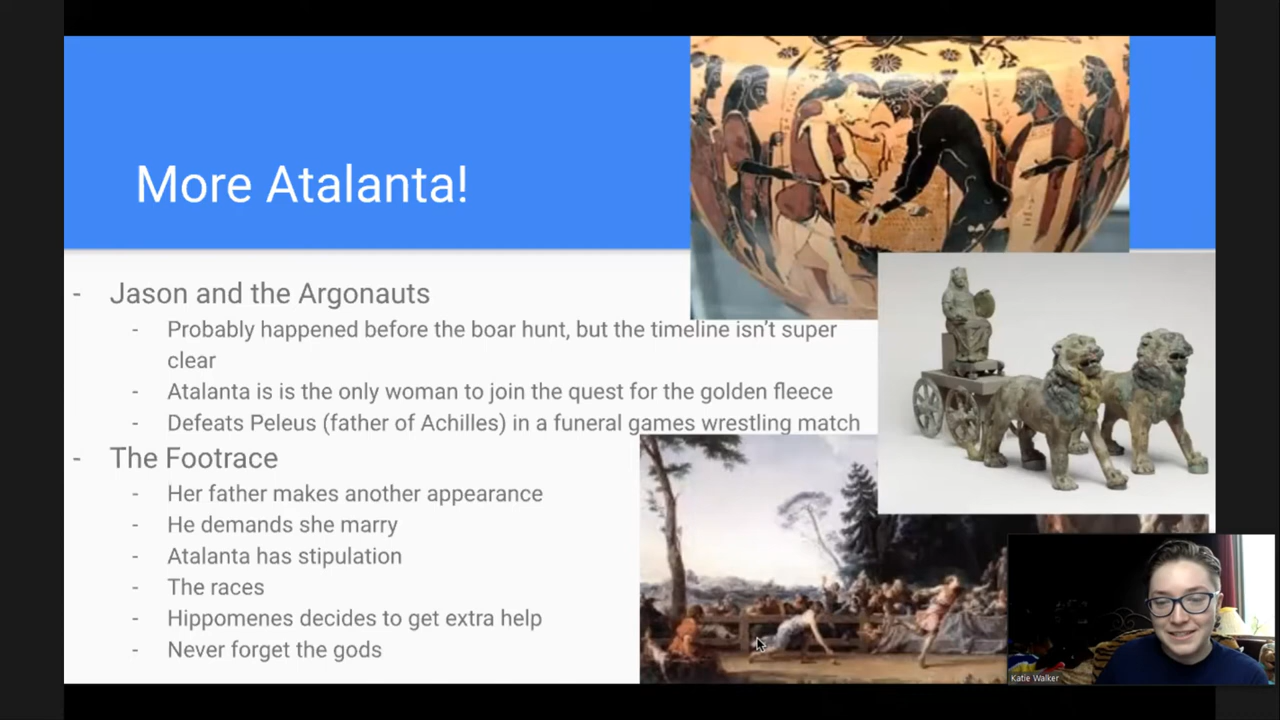 More Atalanta!
- Jason and the Argonauts
- Probably happened before the boar hunt, but the timeline isn't super
clear
- Atalanta is is the only woman to join the quest for the golden fleece
- Defeats Peleus (father of Achilles) in a funeral games wrestling match
- The Footrace
- Her father makes another appearance
- He demands she marry
- Atalanta has stipulation
- The races
- Hippomenes decides to get extra help
- Never forget the gods
Katie Walker